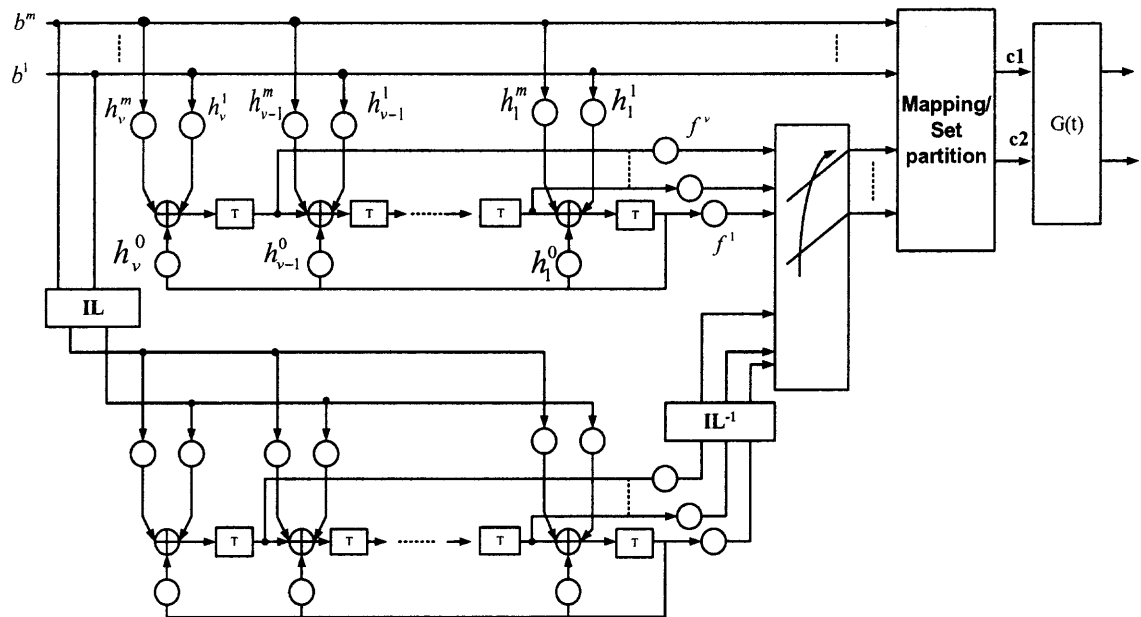 b^m
b^1
h_v^m h_v^1 h_{v-1}^m h_{v-1}^1 h_1^m h_1^1
f^v
T T T T
f^1
h_v^0 h_{v-1}^0 h_1^0
Mapping/
Set
partition
c1
c2
G(t)
IL
IL^{-1}
T T T T